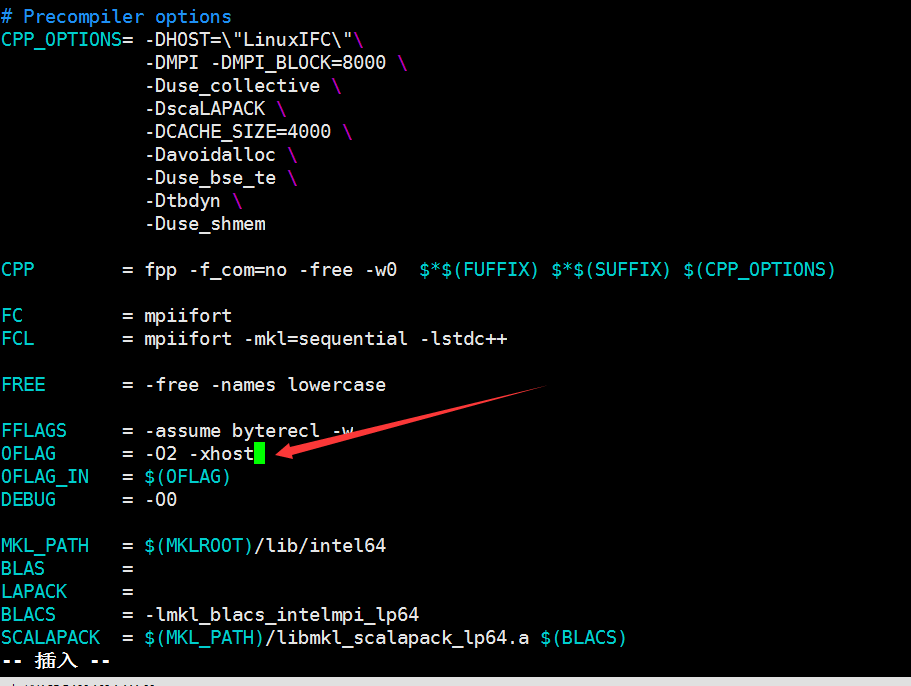 # Precompiler options
CPP_OPTIONS= -DHOST=\"LinuxIFC\"\
             -DMPI -DMPI_BLOCK=8000 \
             -Duse_collective \
             -DscaLAPACK \
             -DCACHE_SIZE=4000 \
             -Davoidalloc \
             -Duse_bse_te \
             -Dtbdyn \
             -Duse_shmem
CPP        = fpp -f_com=no -free -w0  $*$(FUFFIX) $*$(SUFFIX) $(CPP_OPTIONS)
FC         = mpiifort
FCL        = mpiifort -mkl=sequential -lstdc++
FREE       = -free -names lowercase
FFLAGS     = -assume byterecl -w
OFLAG      = -O2 -xhost
OFLAG_IN   = $(OFLAG)
DEBUG      = -O0
MKL_PATH   = $(MKLROOT)/lib/intel64
BLAS       =
LAPACK     =
BLACS      = -lmkl_blacs_intelmpi_lp64
SCALAPACK  = $(MKL_PATH)/libmkl_scalapack_lp64.a $(BLACS)
-- 插入 --